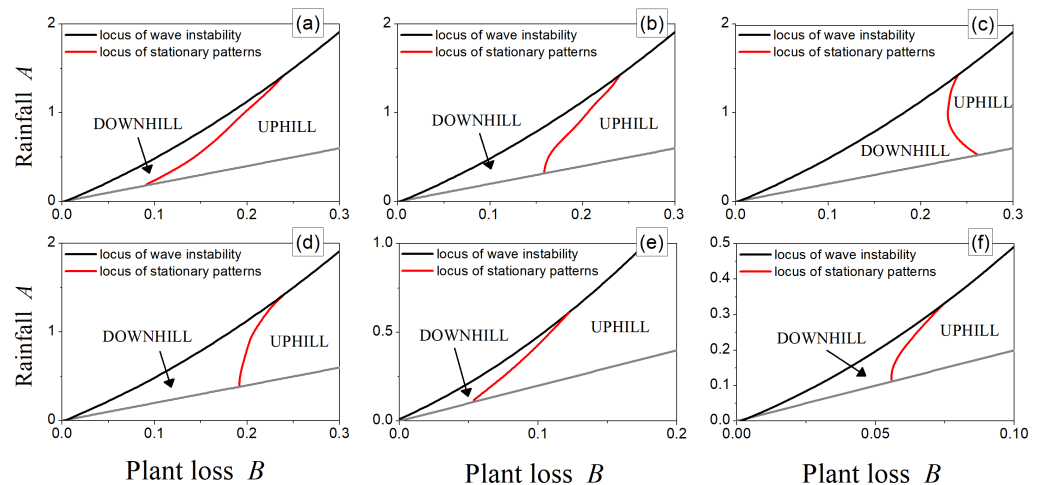 (a)
2
locus of wave instability
locus of stationary patterns
Rainfall A
1
DOWNHILL
UPHILL
0
0.0 0.1 0.2 0.3
(b)
2
locus of wave instability
locus of stationary patterns
1
DOWNHILL
UPHILL
0
0.0 0.1 0.2 0.3
(c)
2
locus of wave instability
locus of stationary patterns
1
UPHILL
DOWNHILL
0
0.0 0.1 0.2 0.3
(d)
2
locus of wave instability
locus of stationary patterns
Rainfall A
1
DOWNHILL
UPHILL
0
0.0 0.1 0.2 0.3
Plant loss B
(e)
1.0
locus of wave instability
locus of stationary patterns
0.5
DOWNHILL
UPHILL
0.0
0.0 0.1 0.2
Plant loss B
(f)
0.5
locus of wave instability
locus of stationary patterns
0.4
0.3
DOWNHILL
UPHILL
0.2
0.1
0.0
0.00 0.05 0.10
Plant loss B